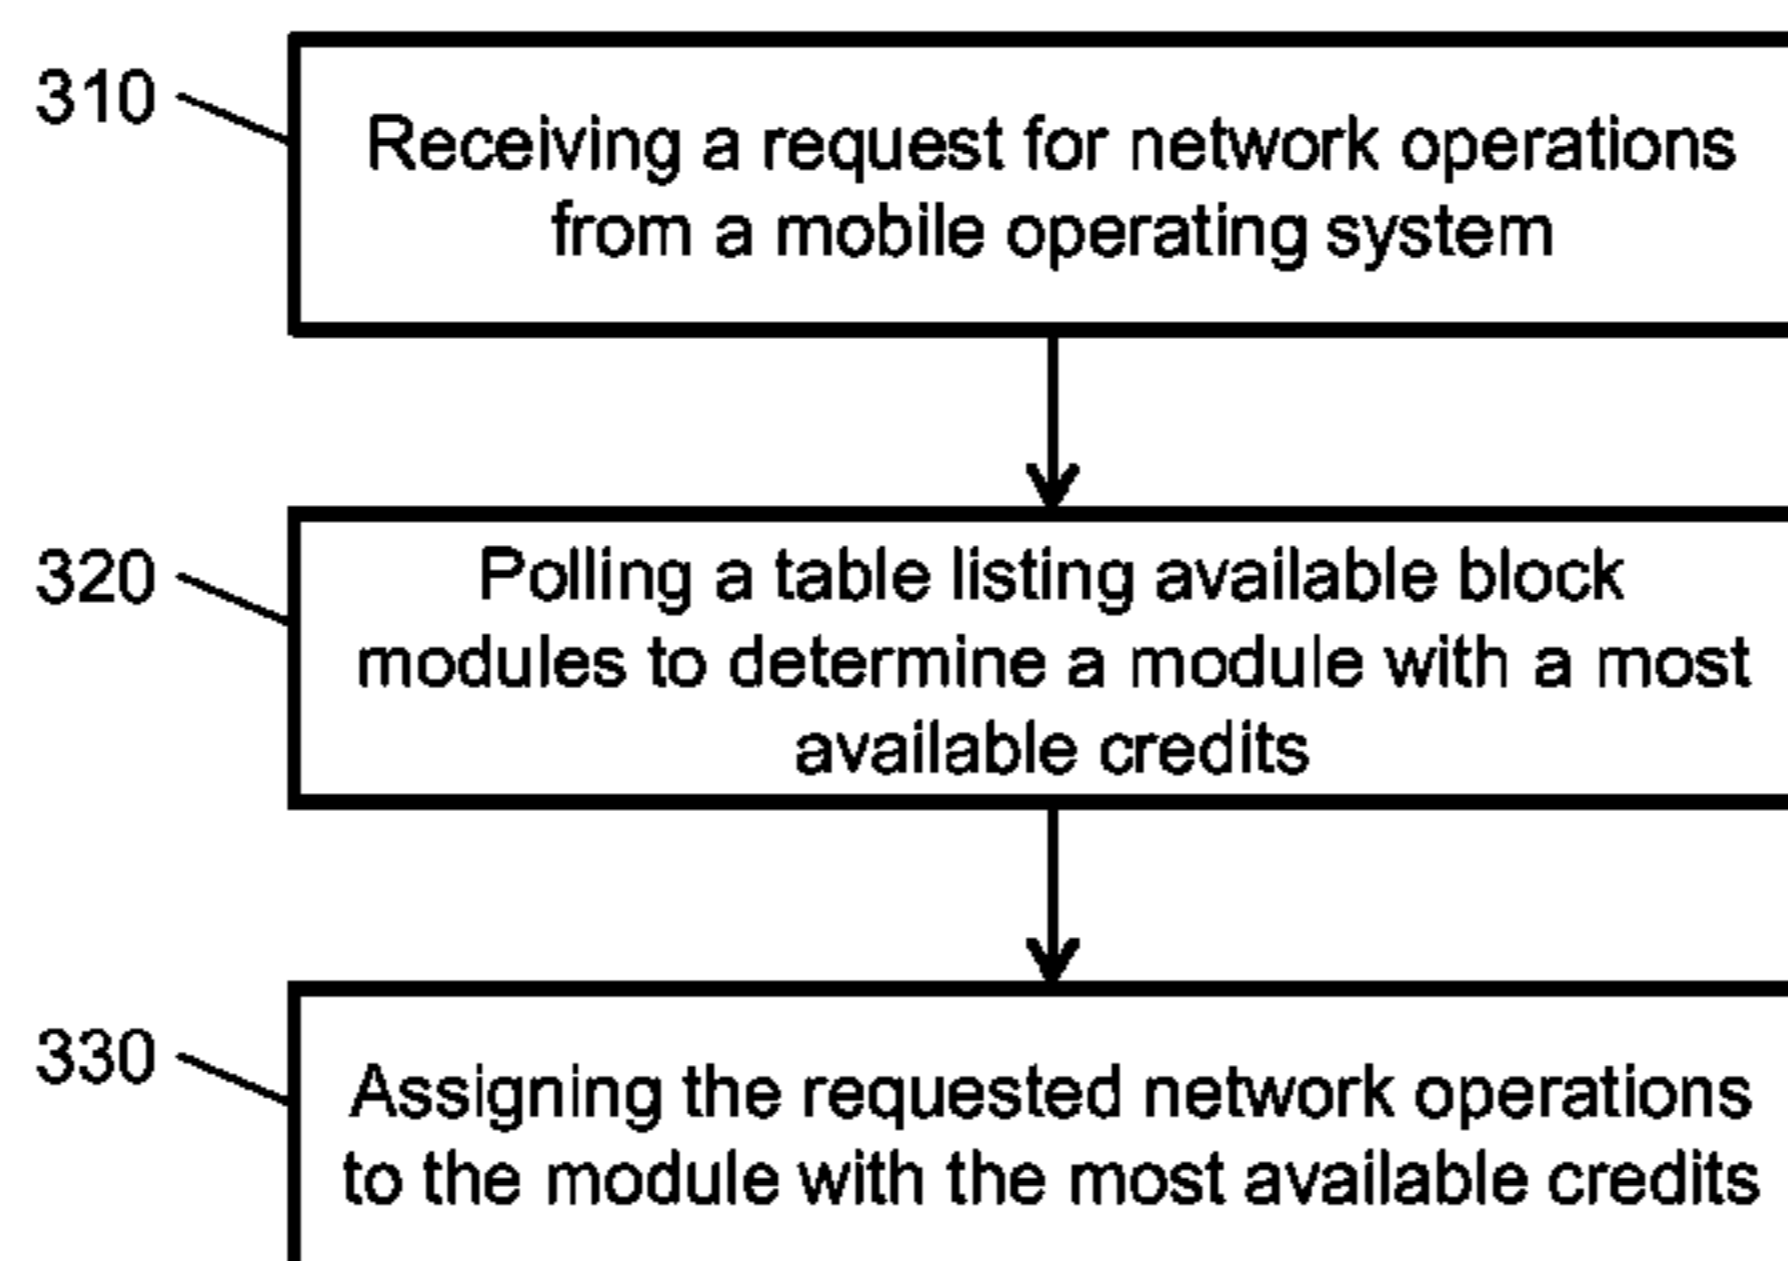 310
Receiving a request for network operations
from a mobile operating system
320
Polling a table listing available block
modules to determine a module with a most
available credits
330
Assigning the requested network operations
to the module with the most available credits